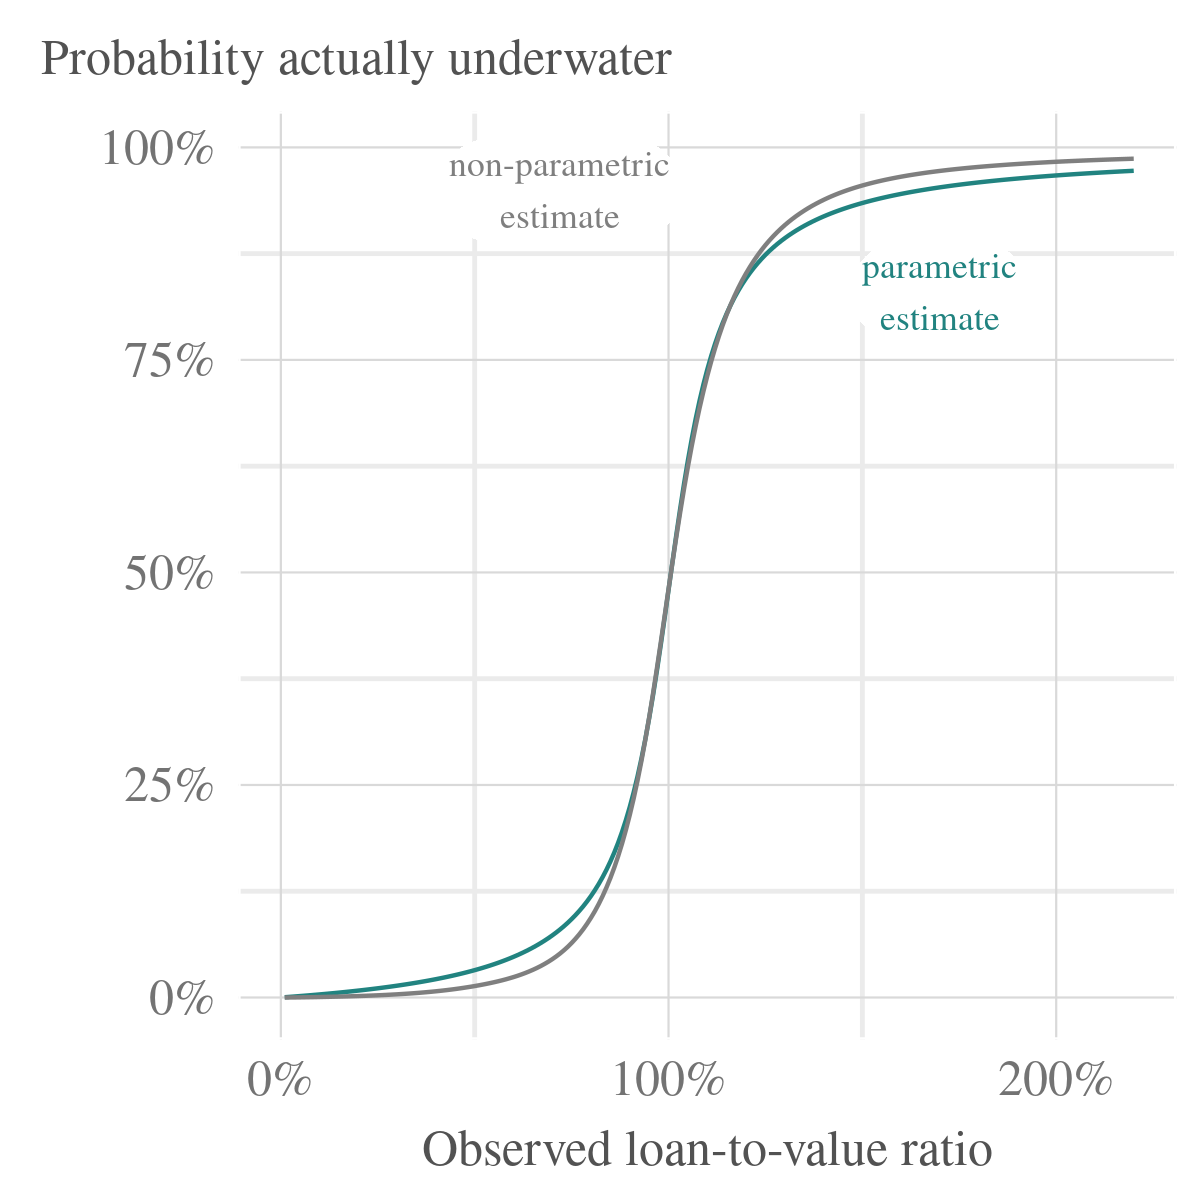 Probability actually underwater
100%
non-parametric
estimate
parametric
estimate
75%
50%
25%
0%
0%
100%
200%
Observed loan-to-value ratio